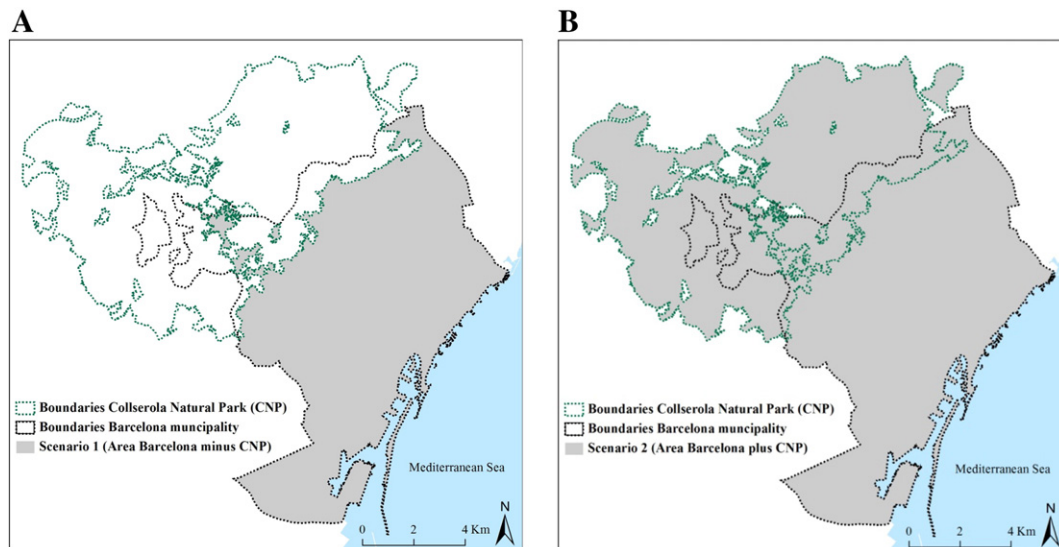 A
Boundaries Collserola Natural Park (CNP)
Boundaries Barcelona muncipality
Scenario 1 (Area Barcelona minus CNP)
Mediterranean Sea
N
0 2 4 Km
B
Boundaries Collserola Natural Park (CNP)
Boundaries Barcelona muncipality
Scenario 2 (Area Barcelona plus CNP)
Mediterranean Sea
N
0 2 4 Km